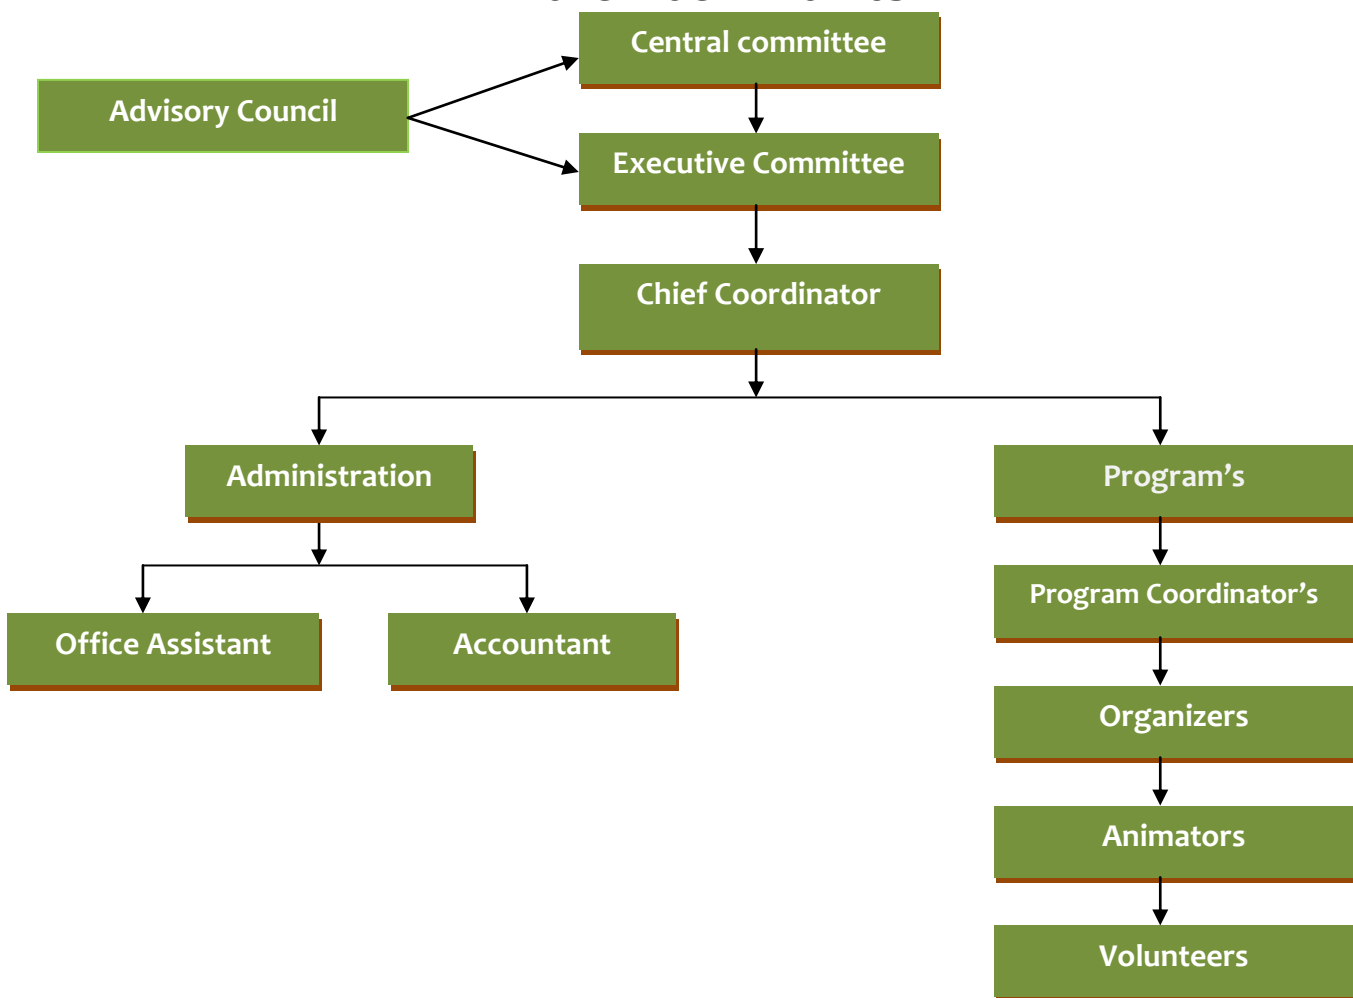 Central committee
Advisory Council
Executive Committee
Chief Coordinator
Administration
Program’s
Office Assistant
Accountant
Program Coordinator’s
Organizers
Animators
Volunteers